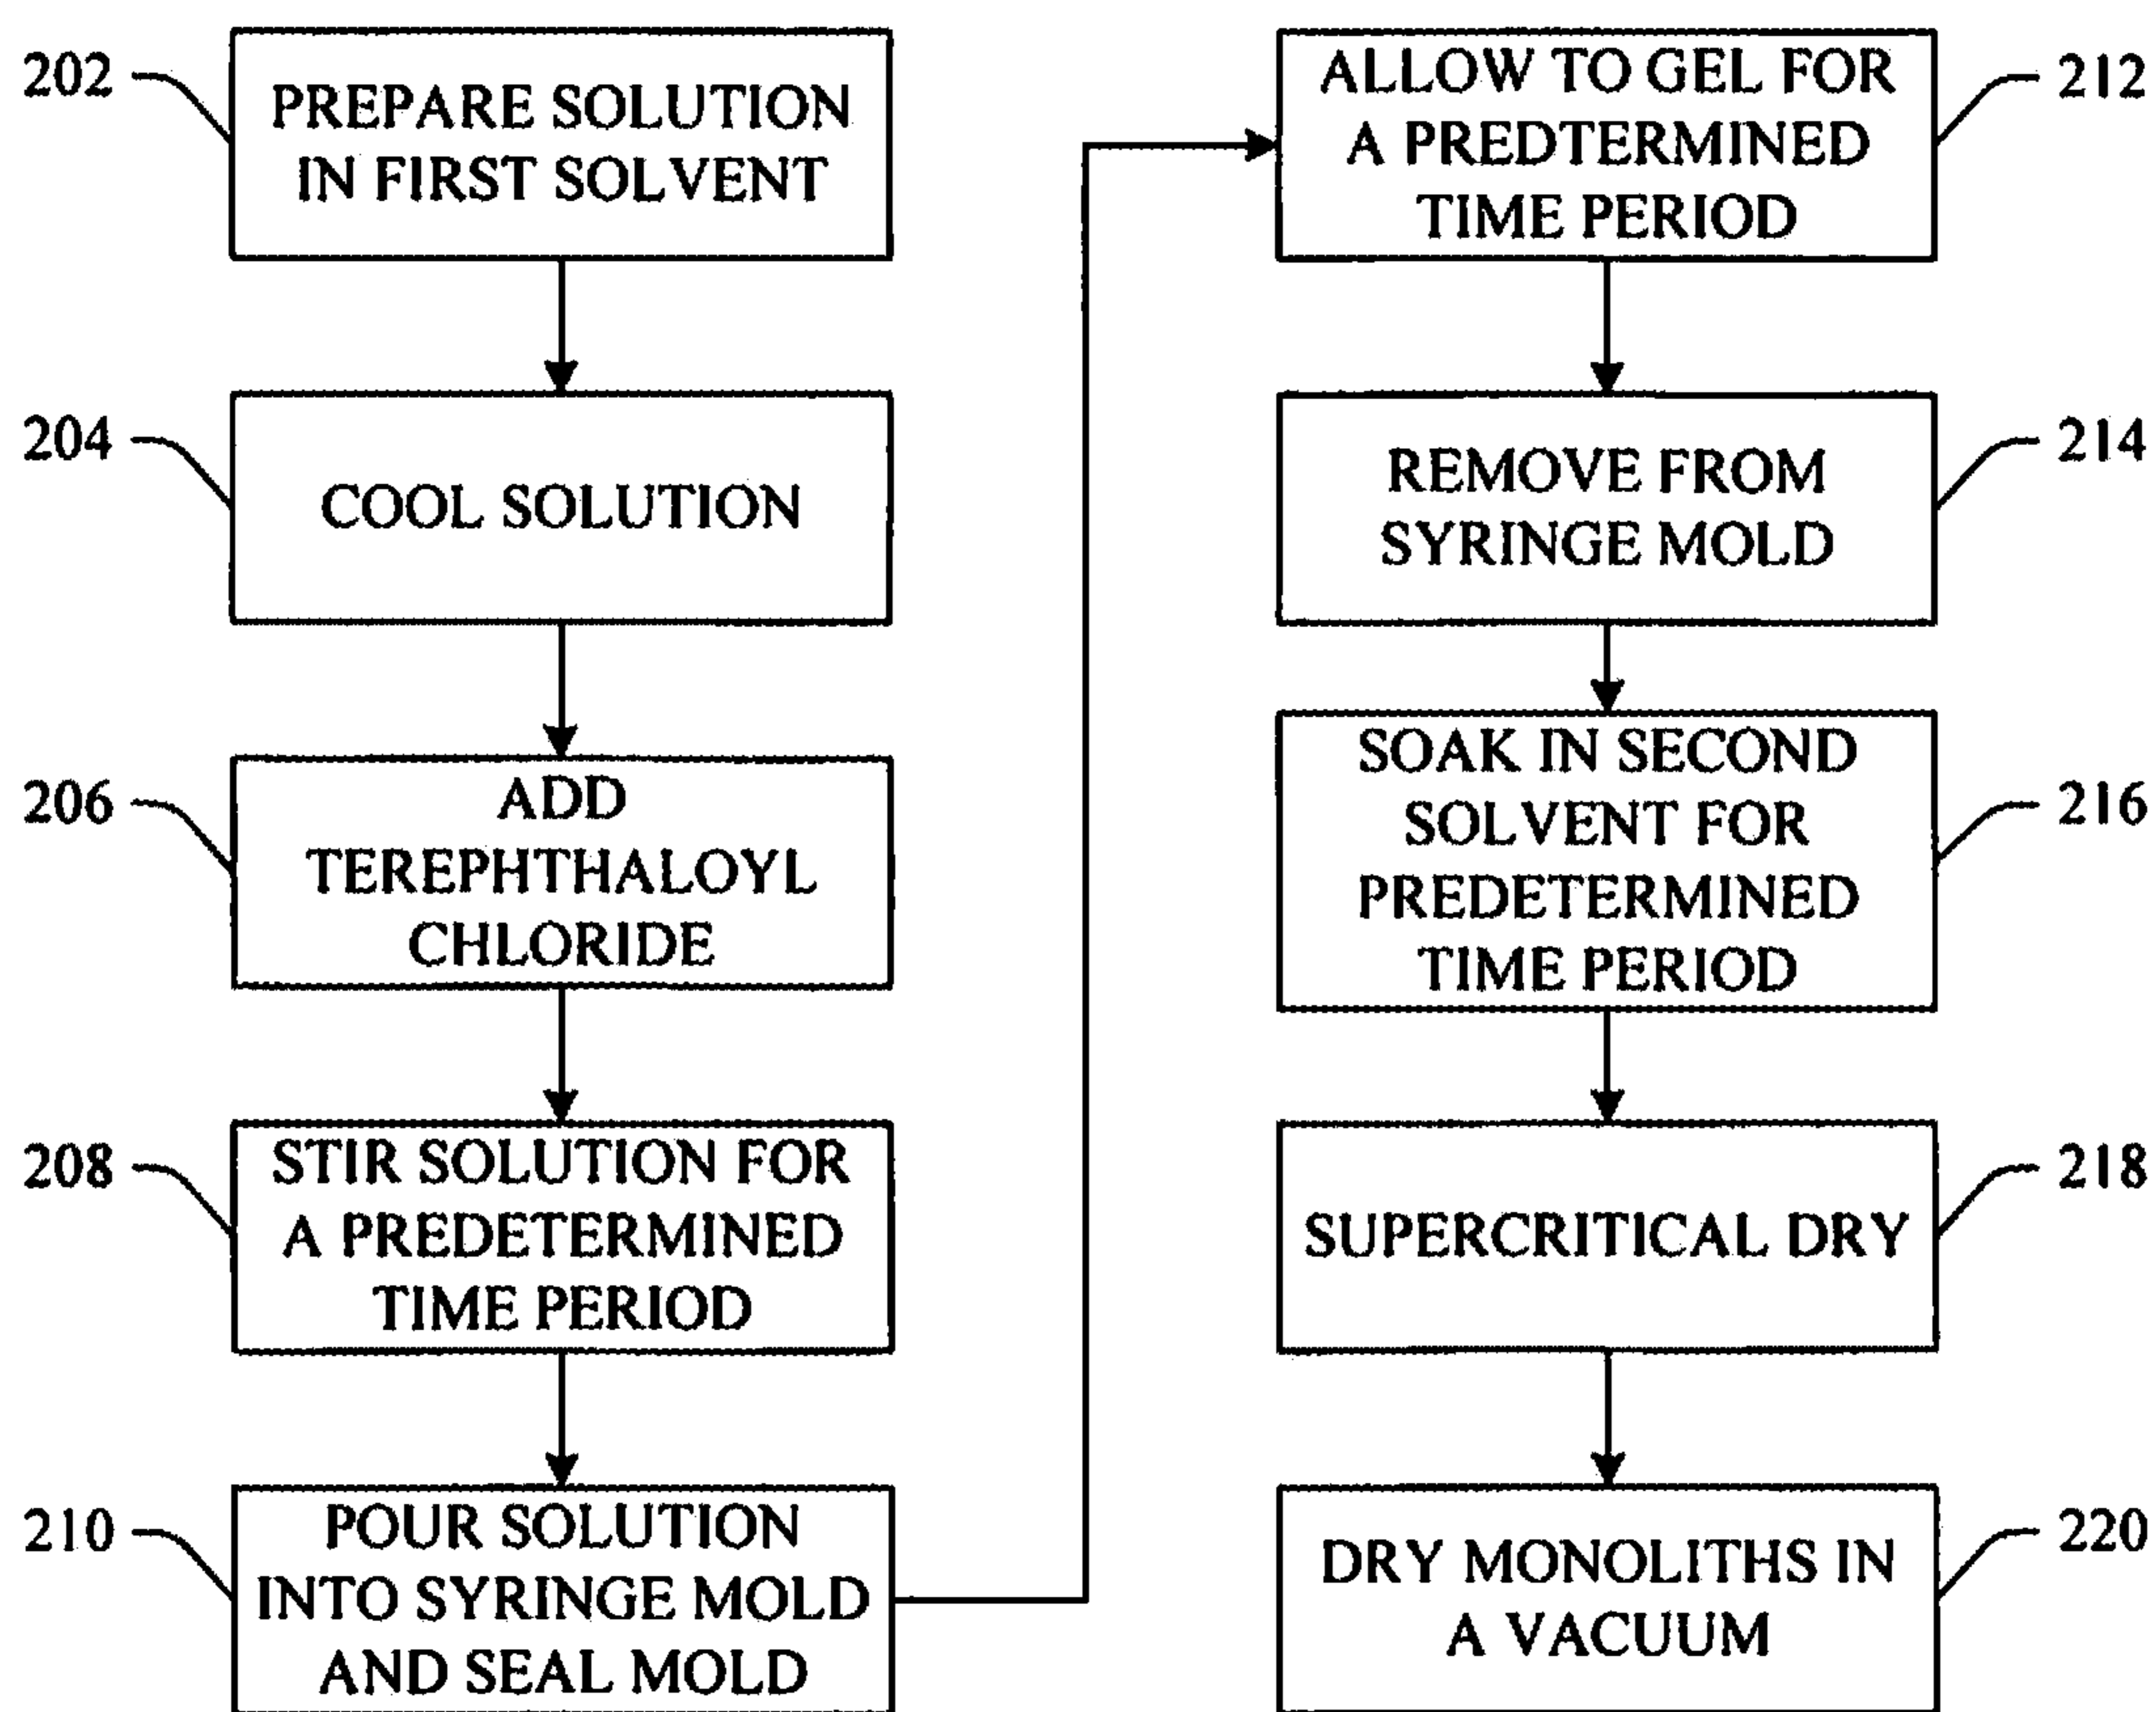 202
PREPARE SOLUTION
IN FIRST SOLVENT
204
COOL SOLUTION
206
ADD
TEREPHTHALOYL
CHLORIDE
208
STIR SOLUTION FOR
A PREDETERMINED
TIME PERIOD
210
POUR SOLUTION
INTO SYRINGE MOLD
AND SEAL MOLD
212
ALLOW TO GEL FOR
A PREDTERMINED
TIME PERIOD
214
REMOVE FROM
SYRINGE MOLD
216
SOAK IN SECOND
SOLVENT FOR
PREDETERMINED
TIME PERIOD
218
SUPERCRITICAL DRY
220
DRY MONOLITHS IN
A VACUUM